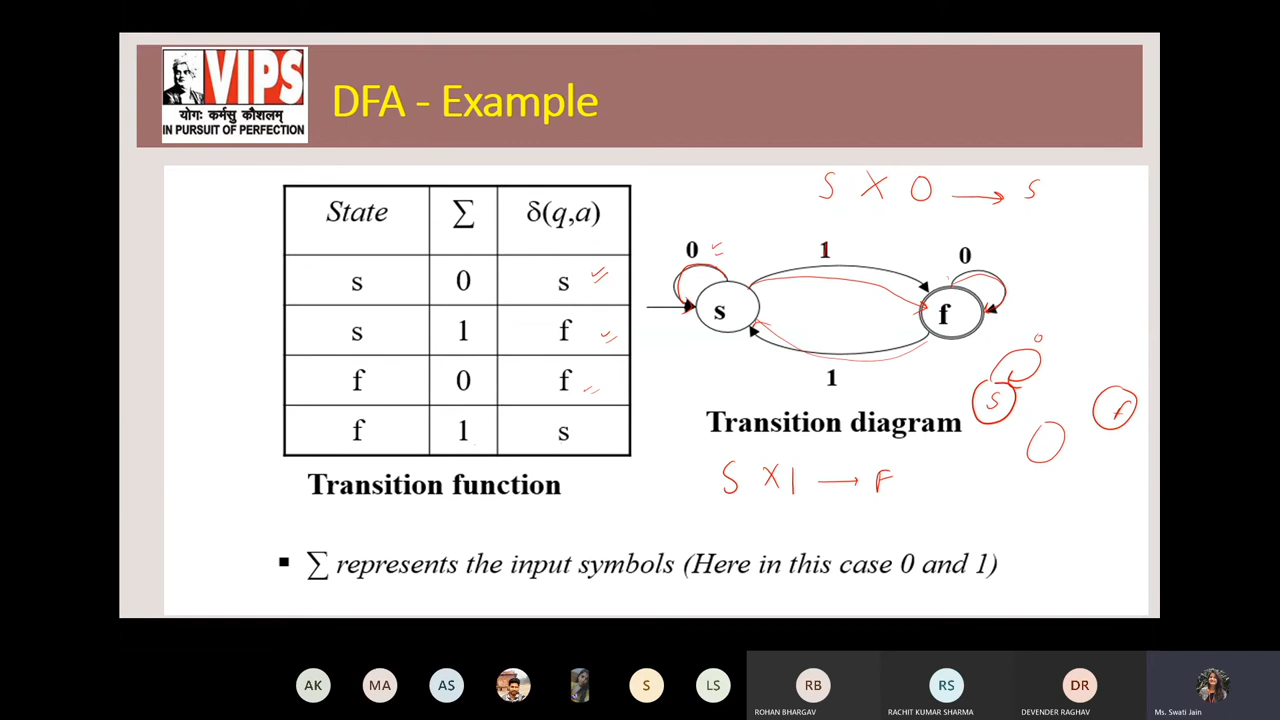 VIPS
योगः कर्मसु कौशलम्
IN PURSUIT OF PERFECTION
DFA - Example
State ∑ δ(q,a)
s 0 s
s 1 f
f 0 f
f 1 s
Transition function
S X 0 → S
0 1 0
s f
1
0
S f
Transition diagram
S X 1 → F
▪ ∑ represents the input symbols (Here in this case 0 and 1)
AK MA AS S LS RB RS DR
ROHAN BHARGAV RACHIT KUMAR SHARMA DEVENDER RAGHAV Ms. Swati Jain